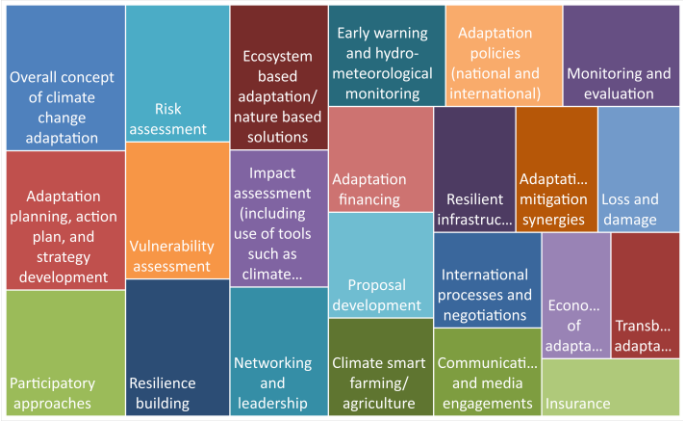 Overall concept
of climate
change
adaptation
Adaptation
planning, action
plan, and
strategy
development
Participatory
approaches
Risk
assessment
Vulnerability
assessment
Resilience
building
Ecosystem
based
adaptation/
nature based
solutions
Impact
assessment
(including
use of tools
such as
climate…
Networking
and
leadership
Early warning
and hydro-
meteorological
monitoring
Adaptation
policies
(national and
international)
Monitoring and
evaluation
Adaptation
financing
Proposal
development
Climate smart
farming/
agriculture
Resilient
infrastruc…
Adaptati…
mitigation
synergies
Loss and
damage
International
processes and
negotiations
Communicati…
and media
engagements
Econo…
of
adapta…
Transb…
adapta…
Insurance